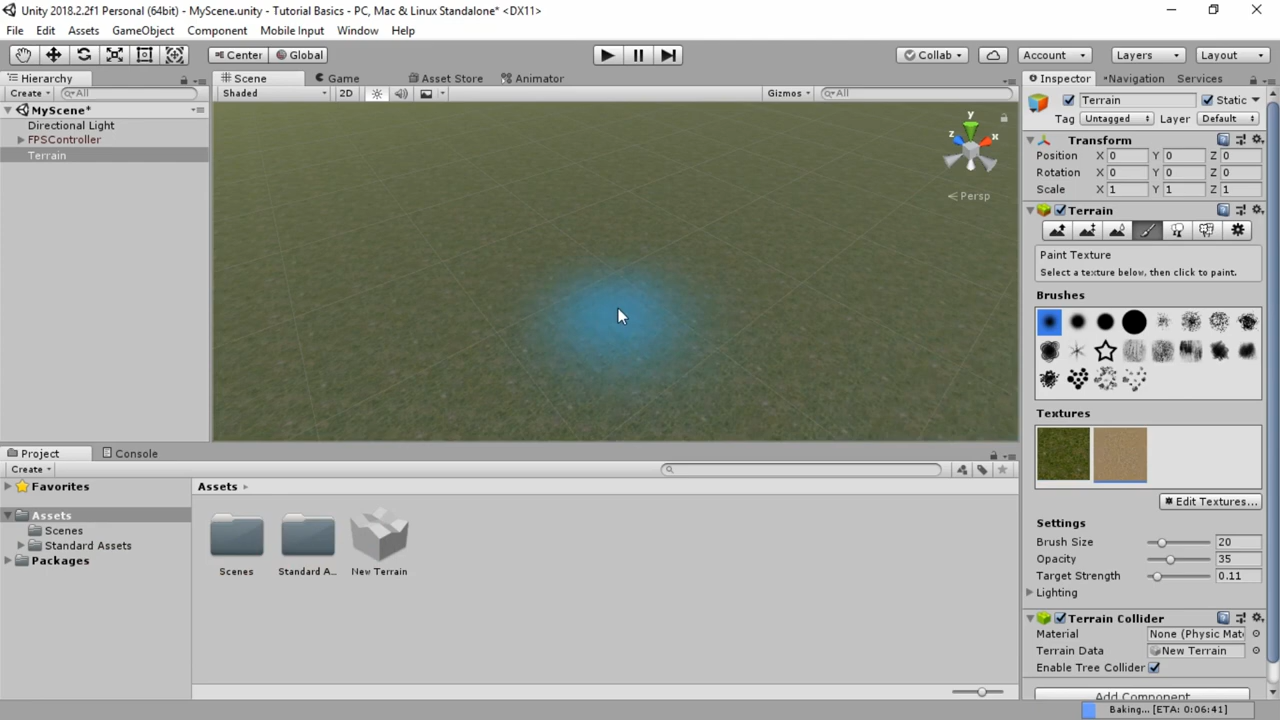 Unity 2018.2.2f1 Personal (64bit) - MyScene.unity - Tutorial Basics - PC, Mac & Linux Standalone* <DX11>
File Edit Assets GameObject Component Mobile Input Window Help
Center Global Collab Account Layers Layout
Hierarchy
Create All
MyScene*
Directional Light
FPSController
Terrain
Scene Game Asset Store Animator
Shaded 2D Gizmos All
y
z x
Persp
Inspector Navigation Services
Terrain Static
Tag Untagged Layer Default
Transform
Position X 0 Y 0 Z 0
Rotation X 0 Y 0 Z 0
Scale X 1 Y 1 Z 1
Terrain
Paint Texture
Select a texture below, then click to paint.
Brushes
Textures
Edit Textures...
Settings
Brush Size 20
Opacity 35
Target Strength 0.11
Lighting
Terrain Collider
Material None (Physic Mate
Terrain Data New Terrain
Enable Tree Collider
Add Component
Baking... [ETA: 0:06:41]
Project Console
Create
Favorites
Assets
Scenes
Standard Assets
Packages
Assets
Scenes Standard A... New Terrain